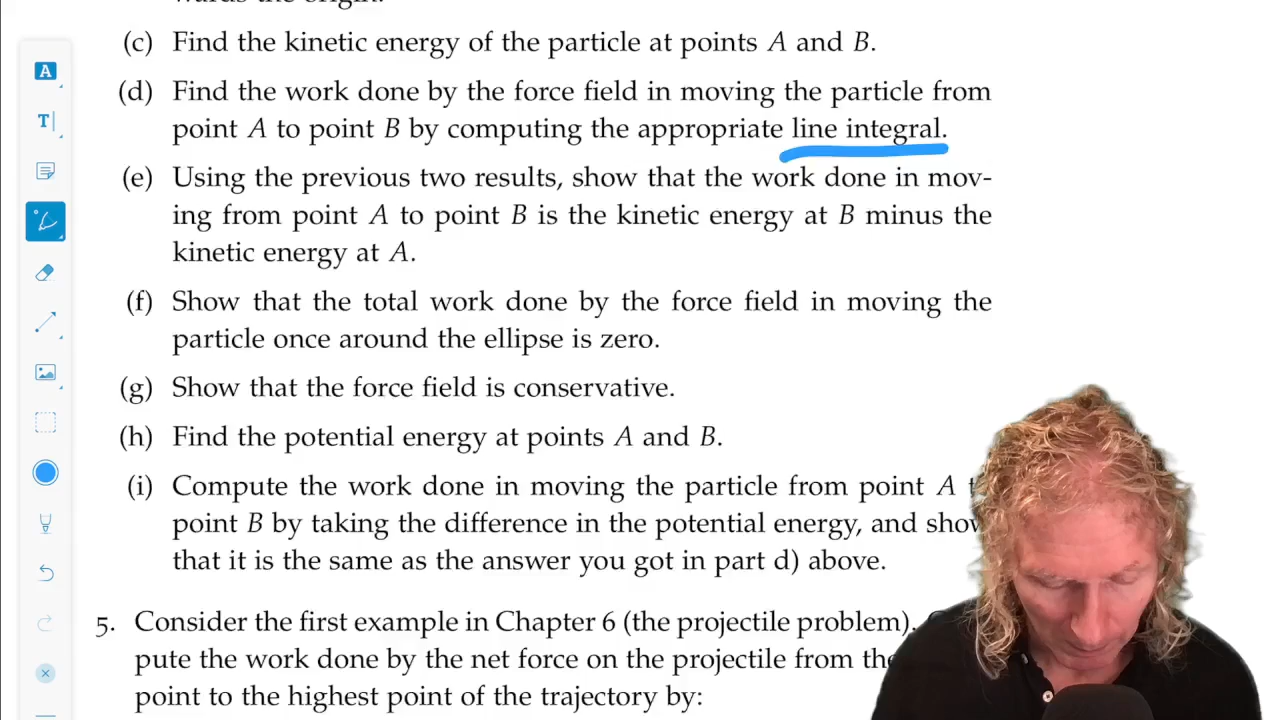 wards the origin.
(c) Find the kinetic energy of the particle at points A and B.
(d) Find the work done by the force field in moving the particle from
point A to point B by computing the appropriate line integral.
(e) Using the previous two results, show that the work done in mov-
ing from point A to point B is the kinetic energy at B minus the
kinetic energy at A.
(f) Show that the total work done by the force field in moving the
particle once around the ellipse is zero.
(g) Show that the force field is conservative.
(h) Find the potential energy at points A and B.
(i) Compute the work done in moving the particle from point A
point B by taking the difference in the potential energy, and show
that it is the same as the answer you got in part d) above.
5. Consider the first example in Chapter 6 (the projectile problem).
pute the work done by the net force on the projectile from the
point to the highest point of the trajectory by:
A
T